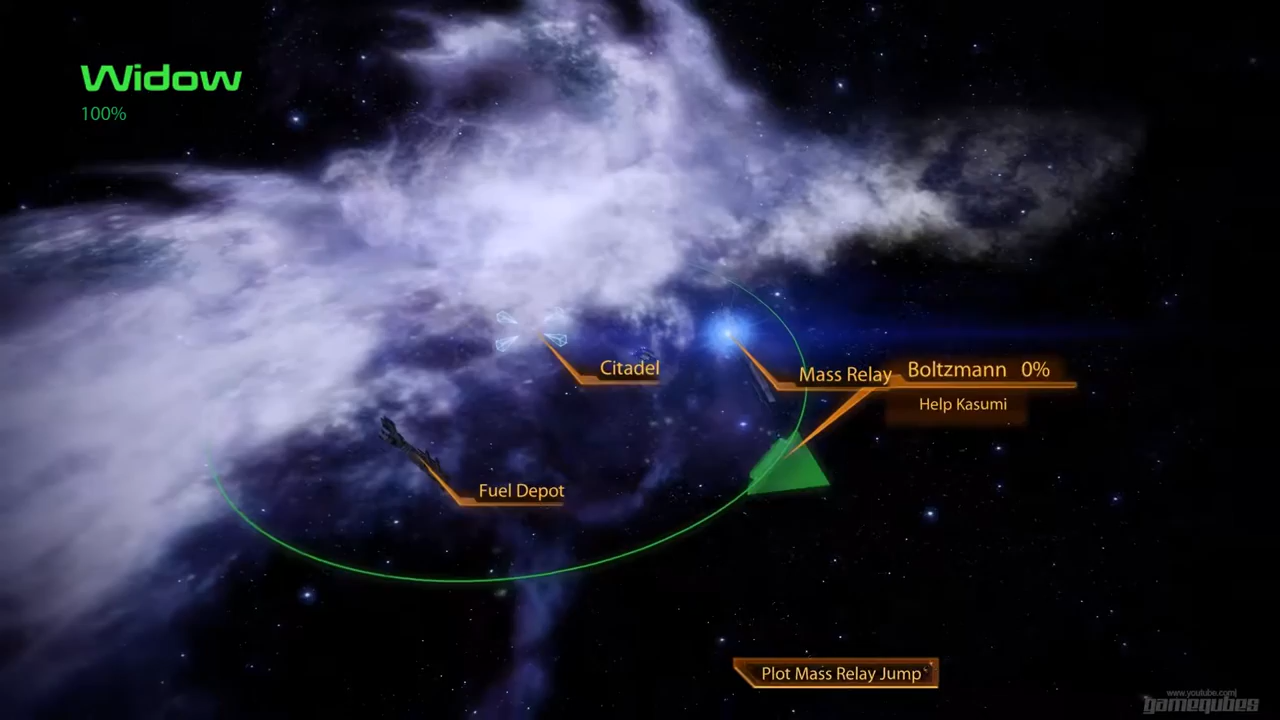 Widow
100%
Citadel
Mass Relay
Boltzmann 0%
Help Kasumi
Fuel Depot
Plot Mass Relay Jump
www.youtube.com/
gamequbes